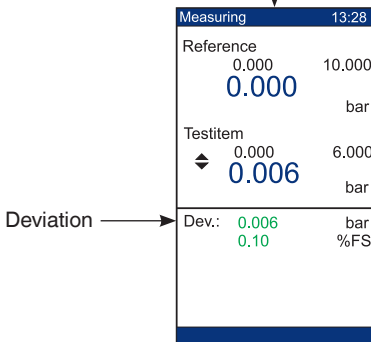 Measuring 13:28
Reference
0.000 10.000
0.000
bar
Testitem
0.000 6.000
0.006
bar
Deviation
Dev.: 0.006 bar
0.10 %FS